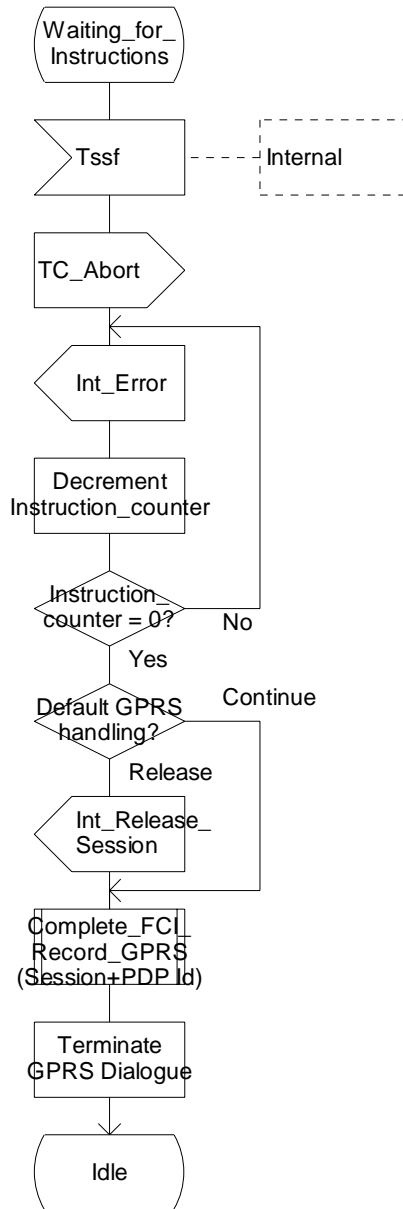 Waiting_for_
Instructions
Tssf
Internal
TC_Abort
Int_Error
Decrement
Instruction_counter
Instruction_
counter = 0?
No
Yes
Default GPRS
handling?
Continue
Release
Int_Release_
Session
Complete_FCI_
Record_GPRS
(Session+PDP Id)
Terminate
GPRS Dialogue
Idle